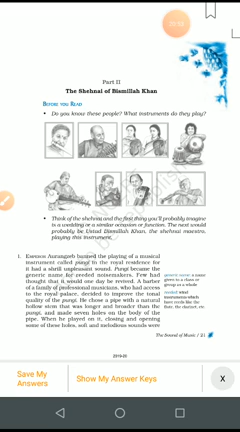 29:50
Part II
The Shehnai of Bismillah Khan
BEFORE YOU READ
• Do you know these people? What instruments do they play?
• Think of the shehnai and the first thing you'll probably imagine
is a wedding or a similar occasion or function. The next would
probably be Ustad Bismillah Khan, the shehnai maestro,
playing this instrument.
1. EMPEROR Aurangzeb banned the playing of a musical
instrument called pungi in the royal residence for
it had a shrill unpleasant sound. Pungi became the
generic name for reeded noisemakers. Few had
thought that it would one day be revived. A barber
of a family of professional musicians, who had access
to the royal palace, decided to improve the tonal
quality of the pungi. He chose a pipe with a natural
hollow stem that was longer and broader than the
pungi, and made seven holes on the body of the
pipe. When he played on it, closing and opening
some of these holes, soft and melodious sounds were
generic name: a name
given to a class or
group as a whole
reeded: wind
instruments which
have reeds like the
flute, the clarinet, etc.
The Sound of Music / 21
2019-20
Save My
Answers
Show My Answer Keys
X